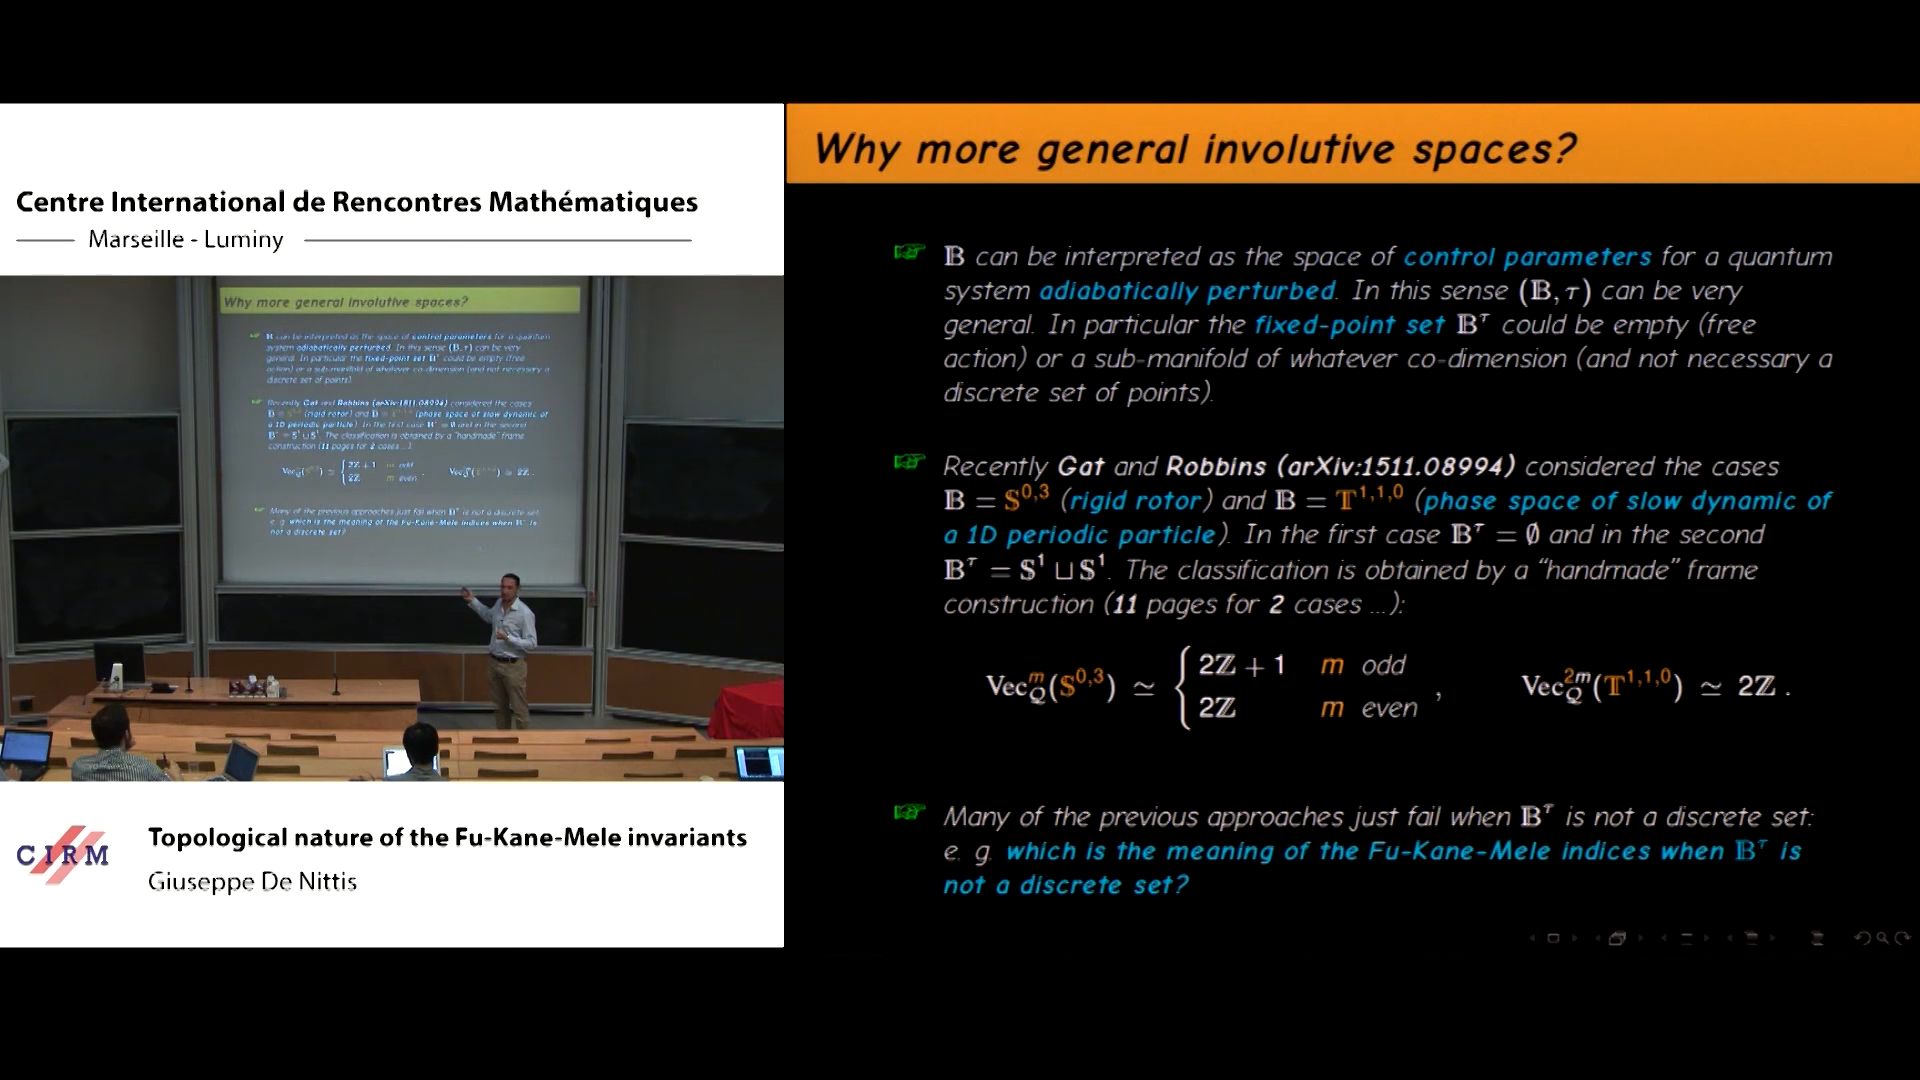 Centre International de Rencontres Mathématiques
Marseille - Luminy
Why more general involutive spaces?
𝔹 can be interpreted as the space of control parameters for a quantum
system adiabatically perturbed. In this sense (𝔹, τ) can be very
general. In particular the fixed-point set 𝔹^τ could be empty (free
action) or a sub-manifold of whatever co-dimension (and not necessary a
discrete set of points).
Recently Gat and Robbins (arXiv:1511.08994) considered the cases
𝔹 = 𝕊^{0,3} (rigid rotor) and 𝔹 = 𝕋^{1,1,0} (phase space of slow dynamic of
a 1D periodic particle). In the first case 𝔹^τ = ∅ and in the second
𝔹^τ = 𝕊^1 ⊔ 𝕊^1. The classification is obtained by a “handmade” frame
construction (11 pages for 2 cases ...):
Vec_Q^m(𝕊^{0,3}) ≃ { 2ℤ + 1 m odd
2ℤ m even , Vec_Q^{2m}(𝕋^{1,1,0}) ≃ 2ℤ .
Many of the previous approaches just fail when 𝔹^τ is not a discrete set:
e. g. which is the meaning of the Fu-Kane-Mele indices when 𝔹^τ is
not a discrete set?
Why more general involutive spaces?
CIRM
Topological nature of the Fu-Kane-Mele invariants
Giuseppe De Nittis